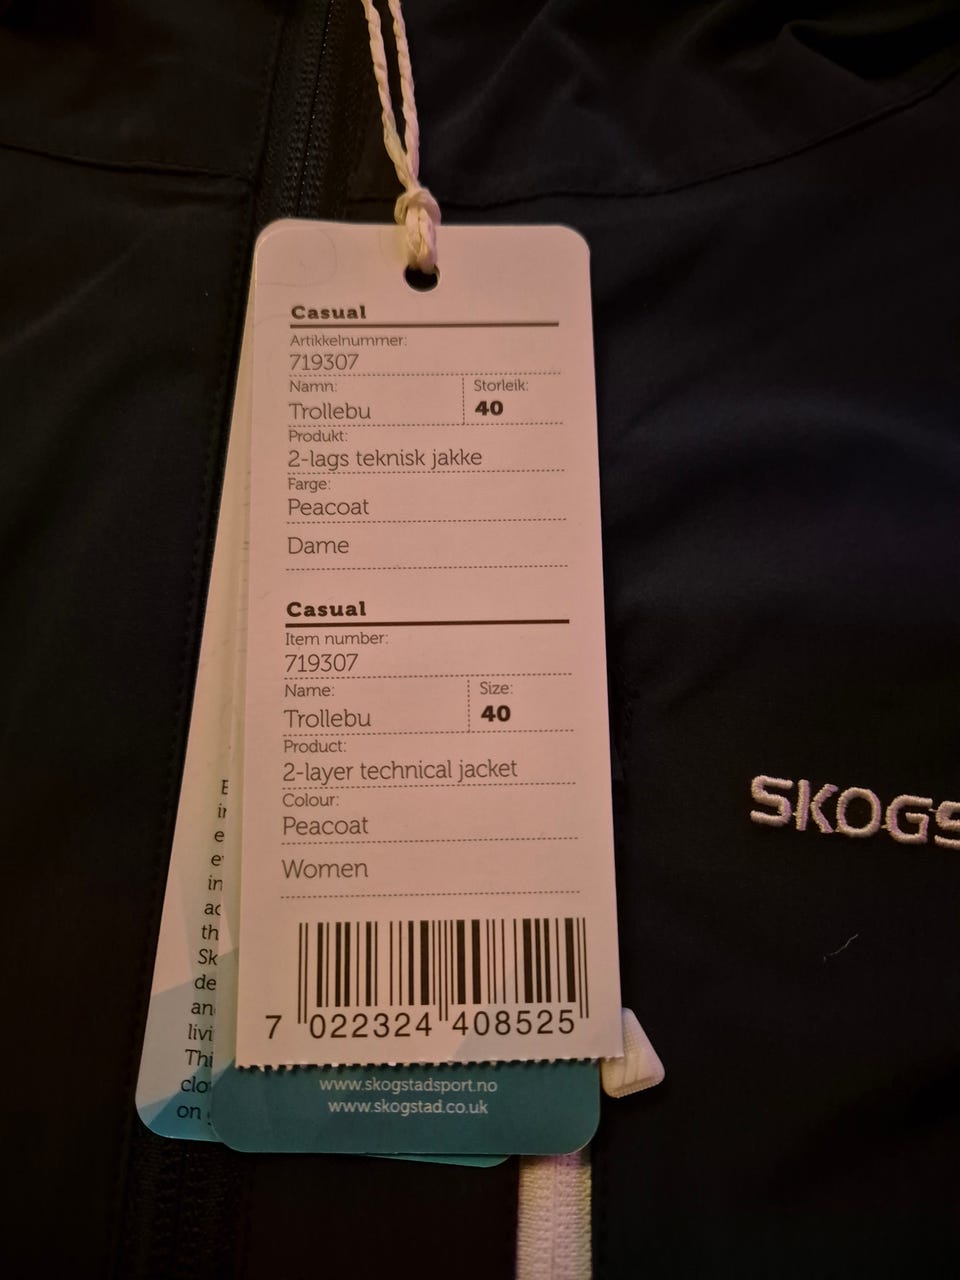 Casual
Artikkelnummer:
719307
Namn:
Storleik:
Trollebu
40
Produkt:
2-lags teknisk jakke
Farge:
Peacoat
Dame
Casual
Item number:
719307
Name:
Size:
Trollebu
40
Product:
2-layer technical jacket
Colour:
Peacoat
Women
7 022324 408525
www.skogstadsport.no
www.skogstad.co.uk
SKOGS
on